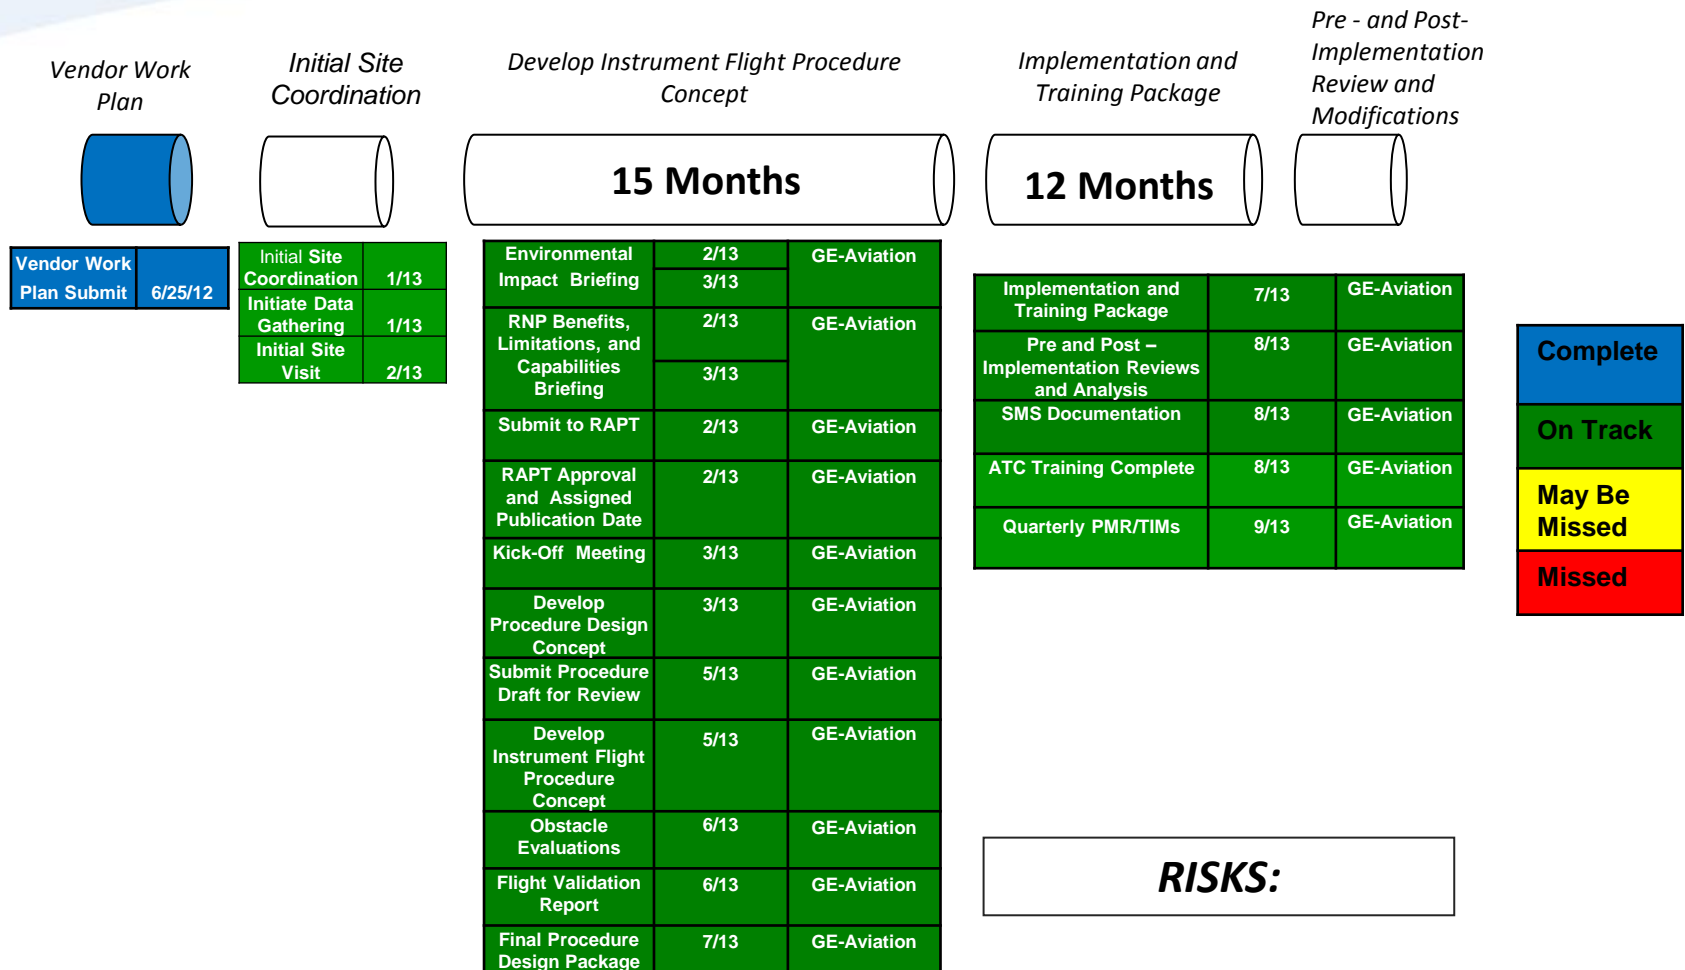 Vendor Work
Plan
Initial Site
Coordination
Develop Instrument Flight Procedure
Concept
Implementation and
Training Package
Pre - and Post-
Implementation
Review and
Modifications
15 Months
12 Months
Vendor Work
Plan Submit 6/25/12
Initial Site
Coordination 1/13
Initiate Data
Gathering 1/13
Initial Site
Visit 2/13
Environmental 2/13 GE-Aviation
Impact Briefing 3/13
RNP Benefits, 2/13 GE-Aviation
Limitations, and
Capabilities 3/13
Briefing
Submit to RAPT 2/13 GE-Aviation
RAPT Approval 2/13 GE-Aviation
and Assigned
Publication Date
Kick-Off Meeting 3/13 GE-Aviation
Develop 3/13 GE-Aviation
Procedure Design
Concept
Submit Procedure 5/13 GE-Aviation
Draft for Review
Develop 5/13 GE-Aviation
Instrument Flight
Procedure
Concept
Obstacle 6/13 GE-Aviation
Evaluations
Flight Validation 6/13 GE-Aviation
Report
Final Procedure 7/13 GE-Aviation
Design Package
Implementation and 7/13 GE-Aviation
Training Package
Pre and Post – 8/13 GE-Aviation
Implementation Reviews
and Analysis
SMS Documentation 8/13 GE-Aviation
ATC Training Complete 8/13 GE-Aviation
Quarterly PMR/TIMs 9/13 GE-Aviation
Complete
On Track
May Be
Missed
Missed
RISKS: